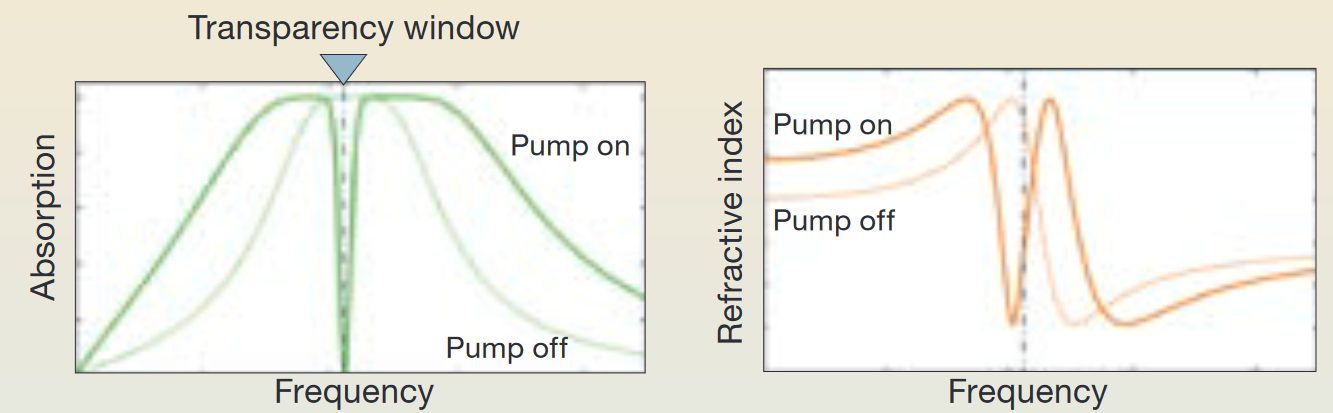 Transparency window
Absorption
Pump on
Pump off
Frequency
Refractive index
Pump on
Pump off
Frequency